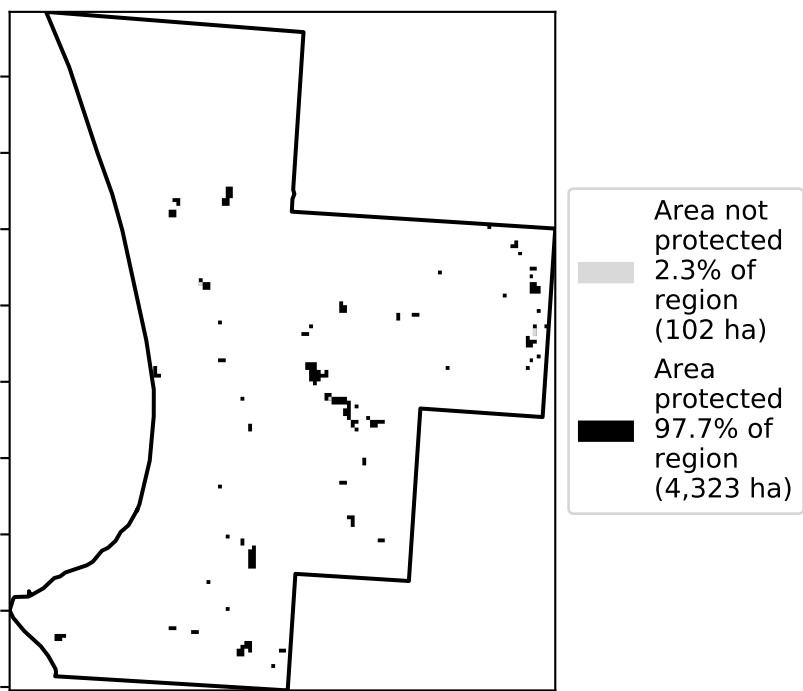 Area not
protected
2.3% of
region
(102 ha)
Area
protected
97.7% of
region
(4,323 ha)